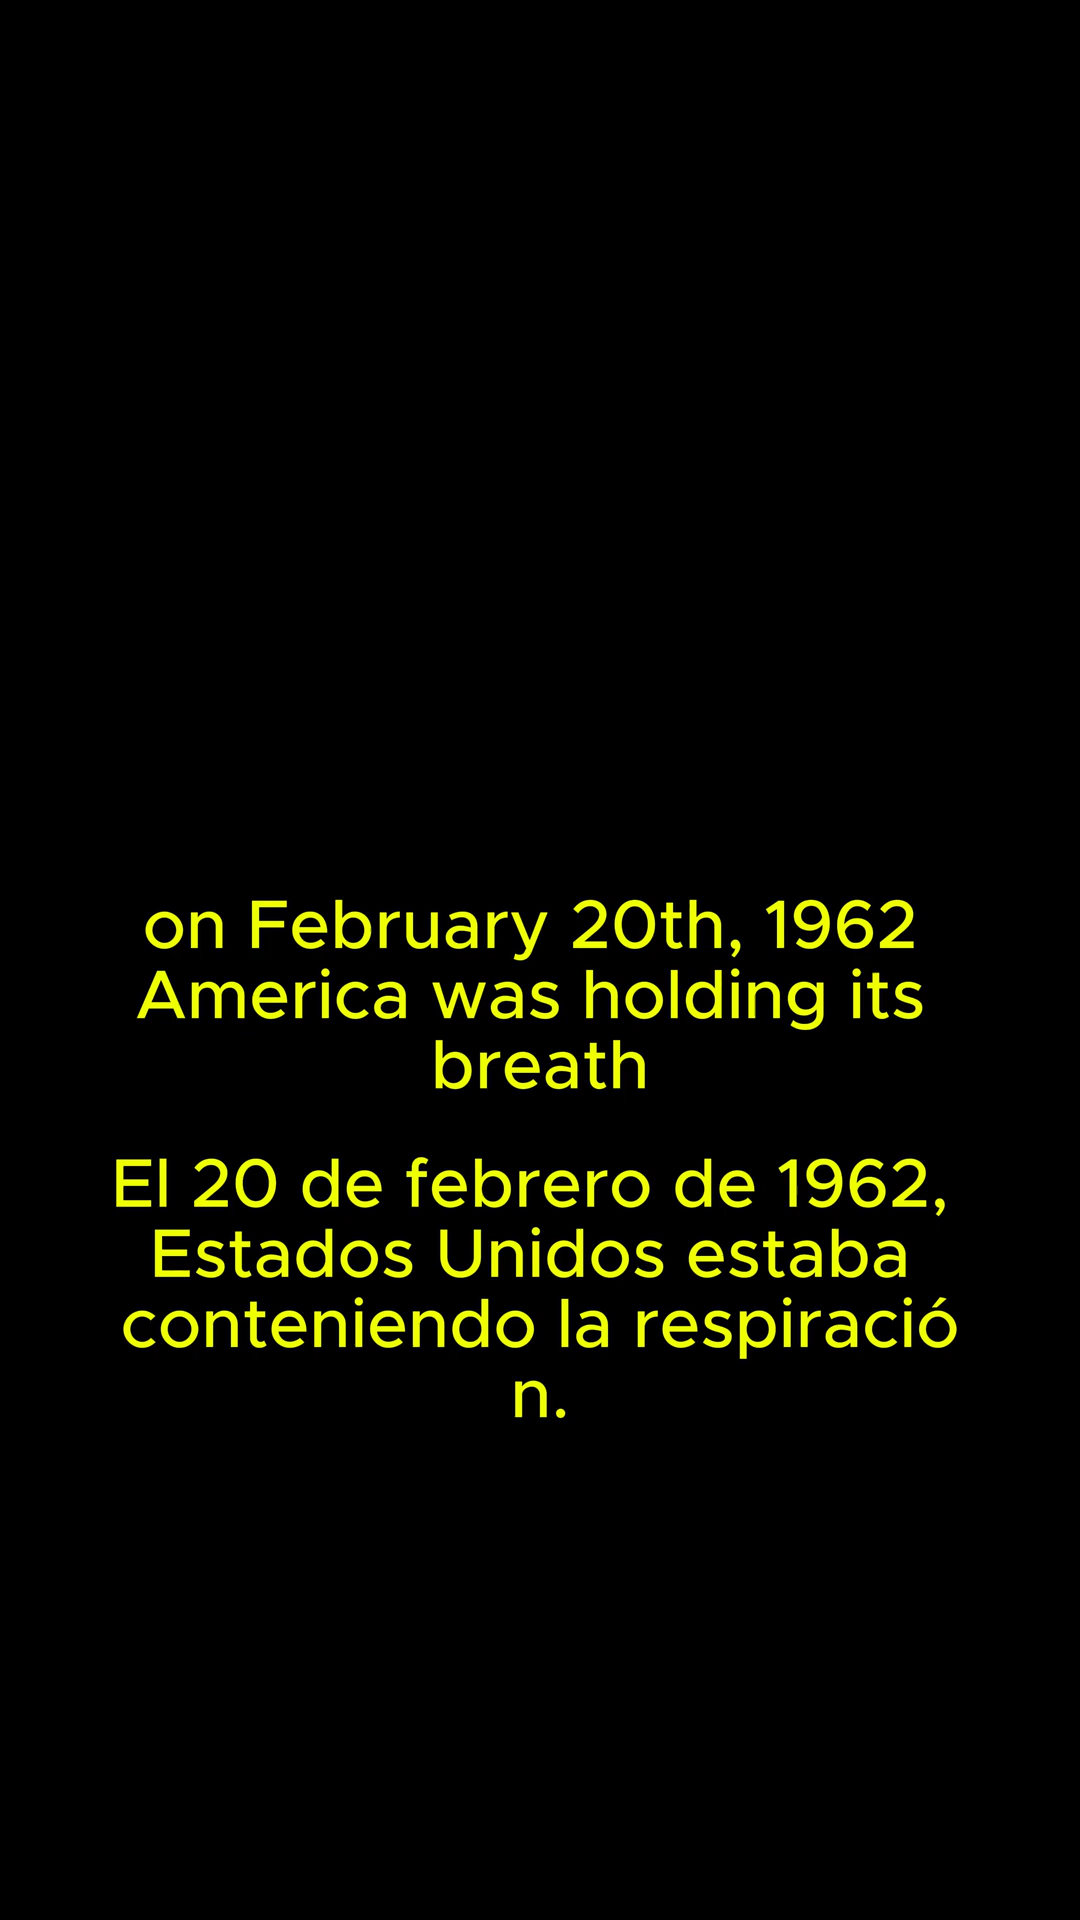 on February 20th, 1962
America was holding its
breath
El 20 de febrero de 1962,
Estados Unidos estaba
conteniendo la respiració
n.